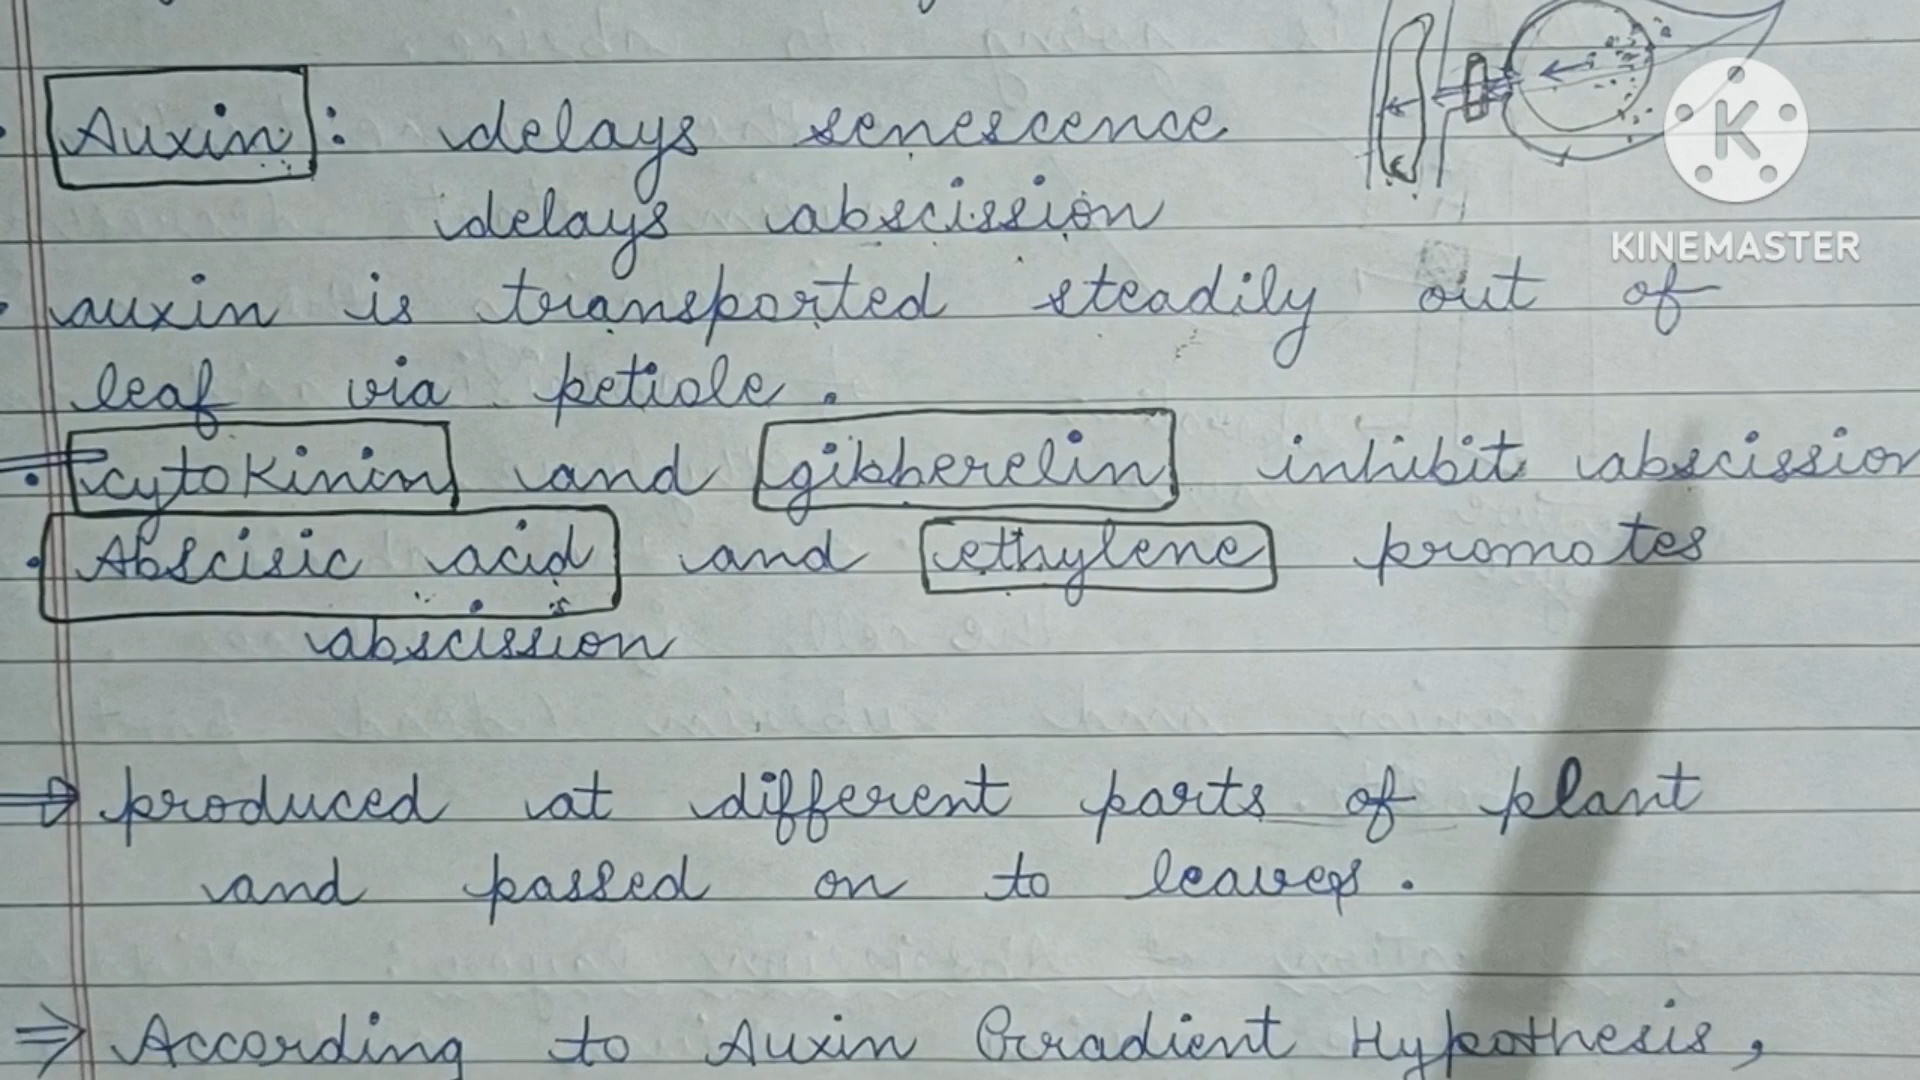 Auxin : delays senescence
delays abscission
KINEMASTER
auxin is transported steadily out of
leaf via petiole.
cytokinin and gibberelin inhibit abscission
Abscisic acid and ethylene promotes
abscission
⇒ produced at different parts of plant
and passed on to leaves.
⇒ According to Auxin Gradient Hypothesis,